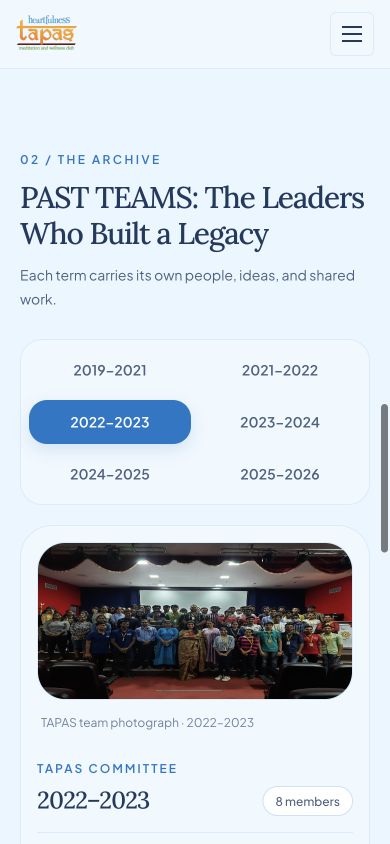 heartfulness
tapas
meditation and wellness club
02 / THE ARCHIVE
PAST TEAMS: The Leaders
Who Built a Legacy
Each term carries its own people, ideas, and shared
work.
2019–2021
2021–2022
2022–2023
2023–2024
2024–2025
2025–2026
TAPAS team photograph · 2022–2023
TAPAS COMMITTEE
2022–2023
8 members